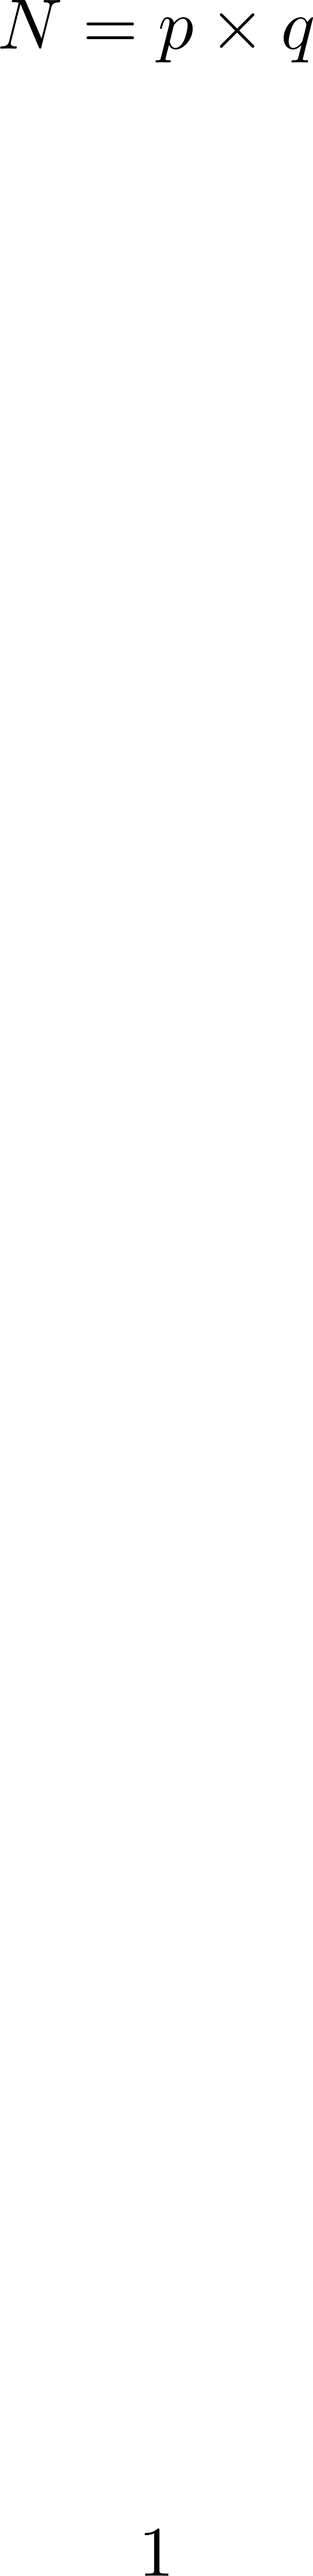 N = p × q
1